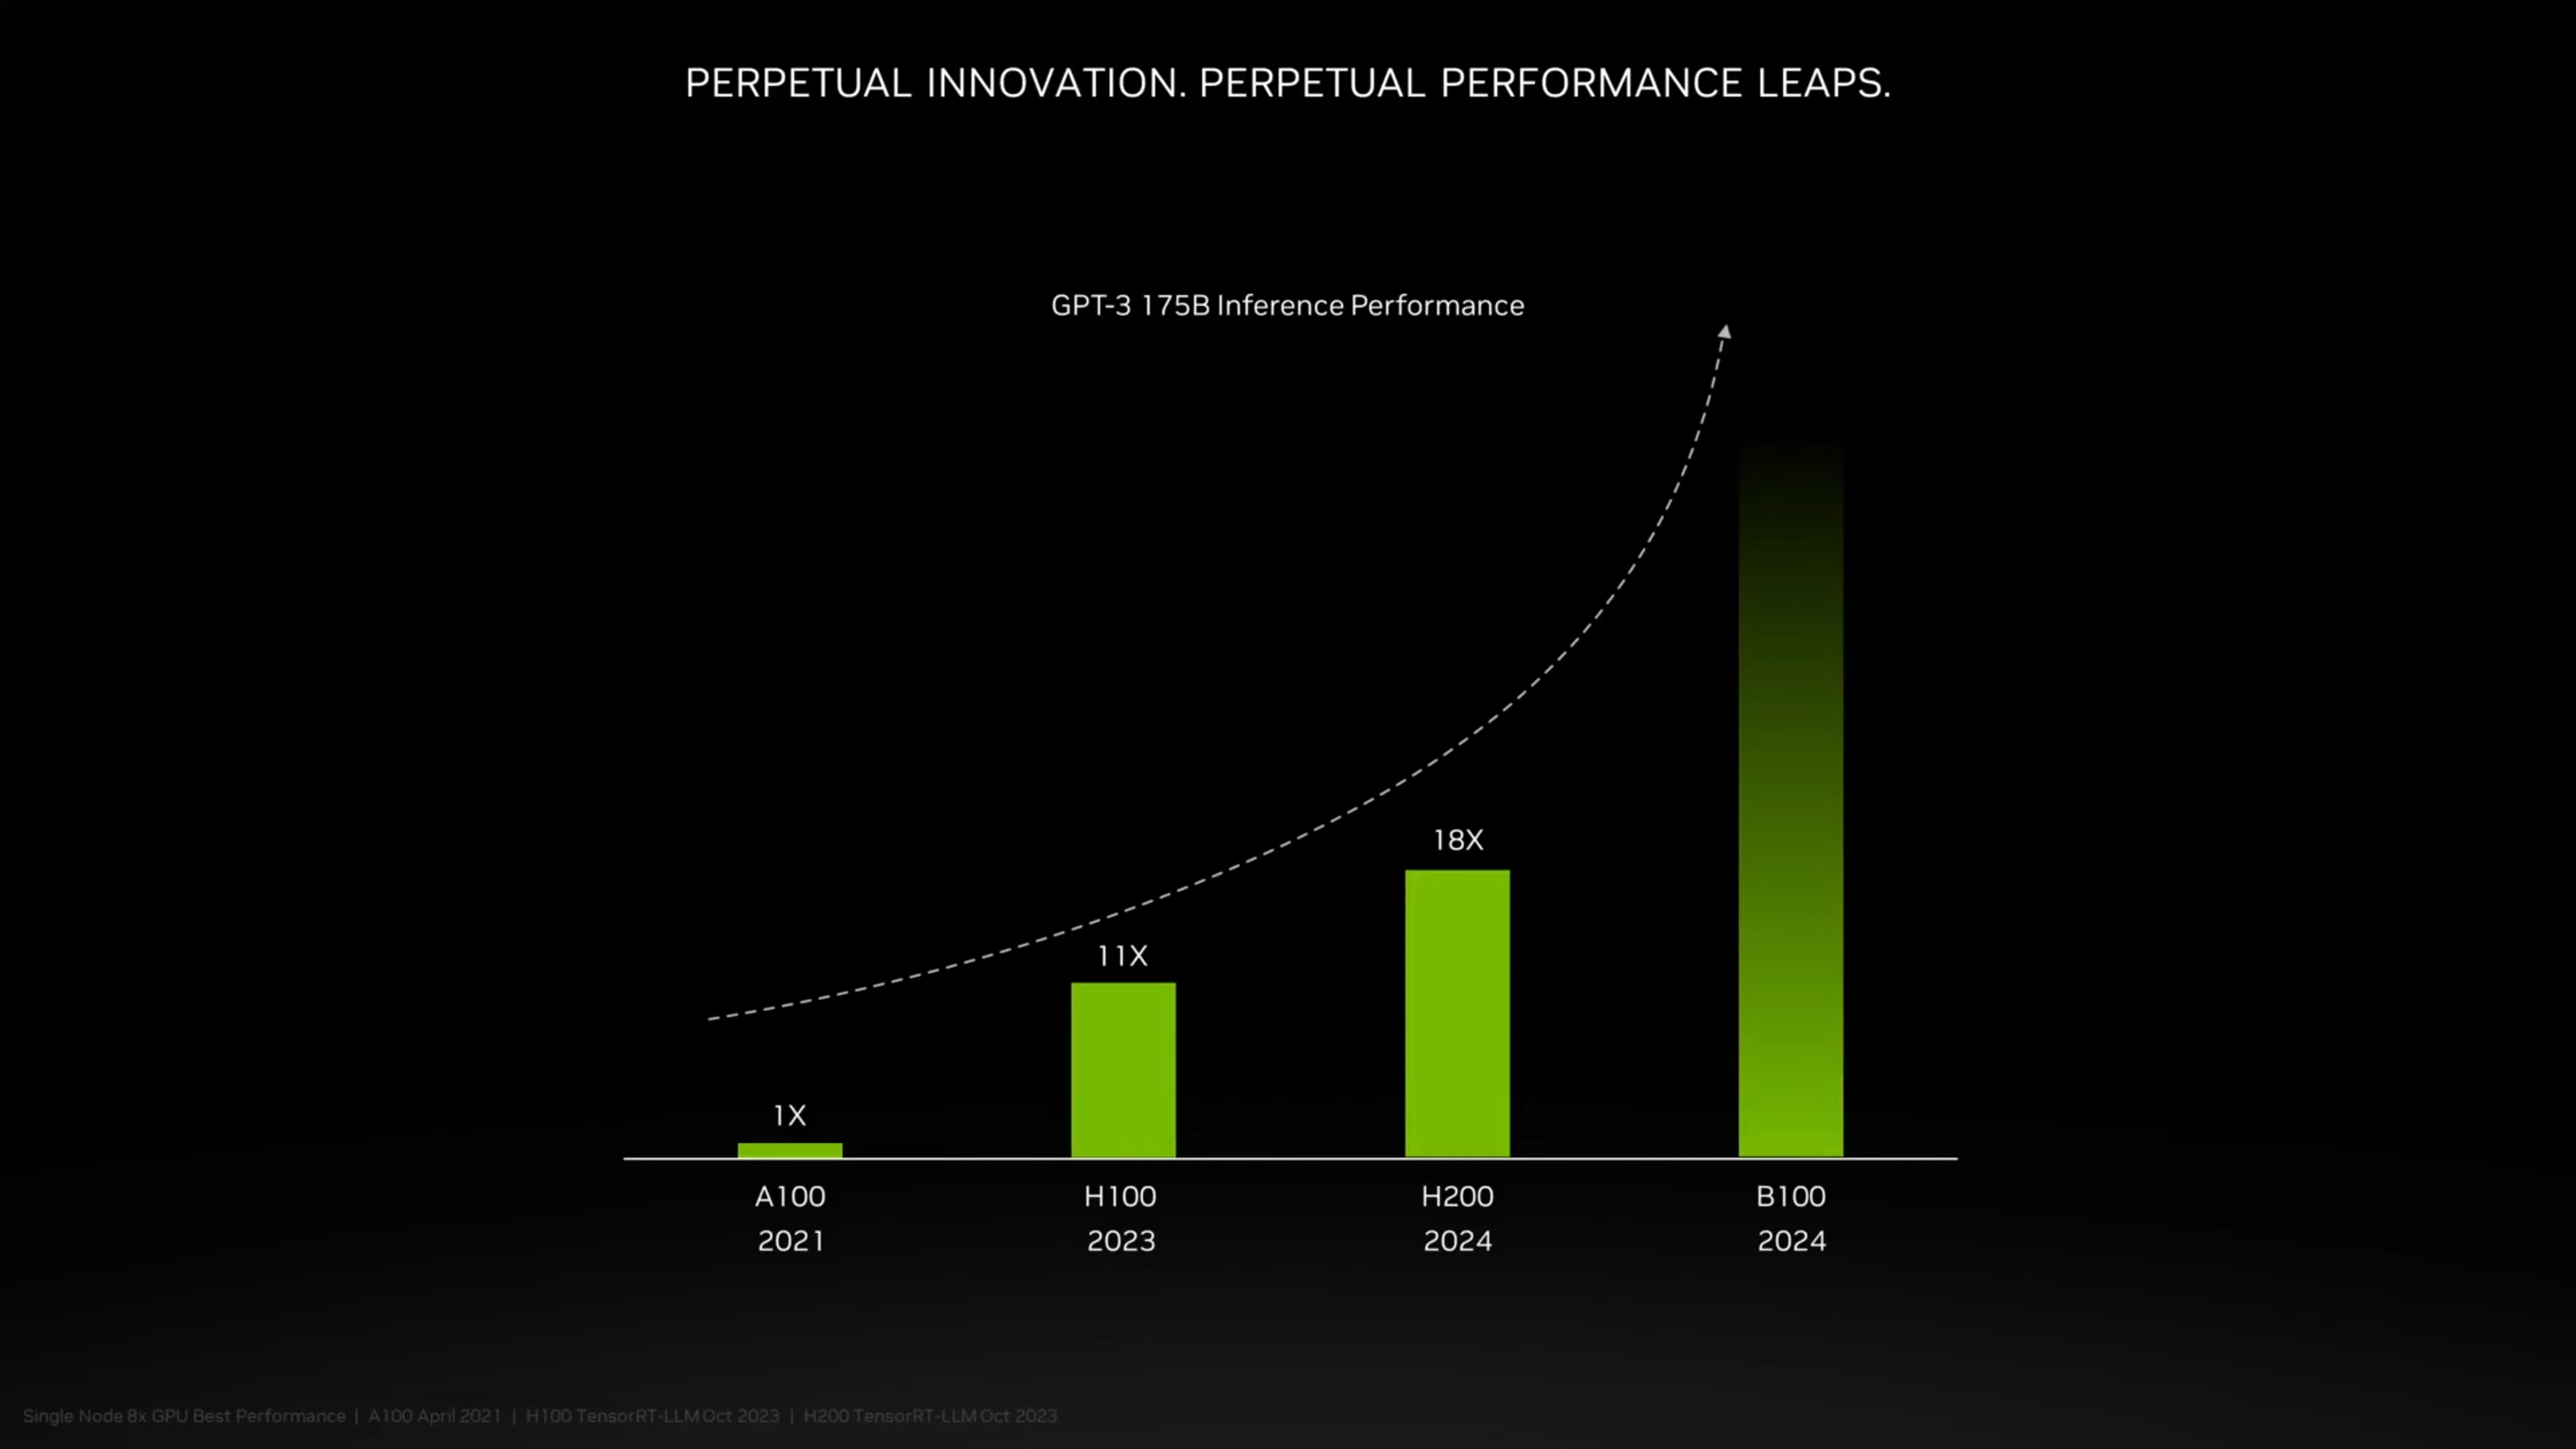 PERPETUAL INNOVATION. PERPETUAL PERFORMANCE LEAPS.
GPT-3 175B Inference Performance
18X
11X
1X
A100 H100 H200 B100
2021 2023 2024 2024
Single Node 8x GPU Best Performance | A100 April 2021 | H100 TensorRT-LLM Oct 2023 | H200 TensorRT-LLM Oct 2023